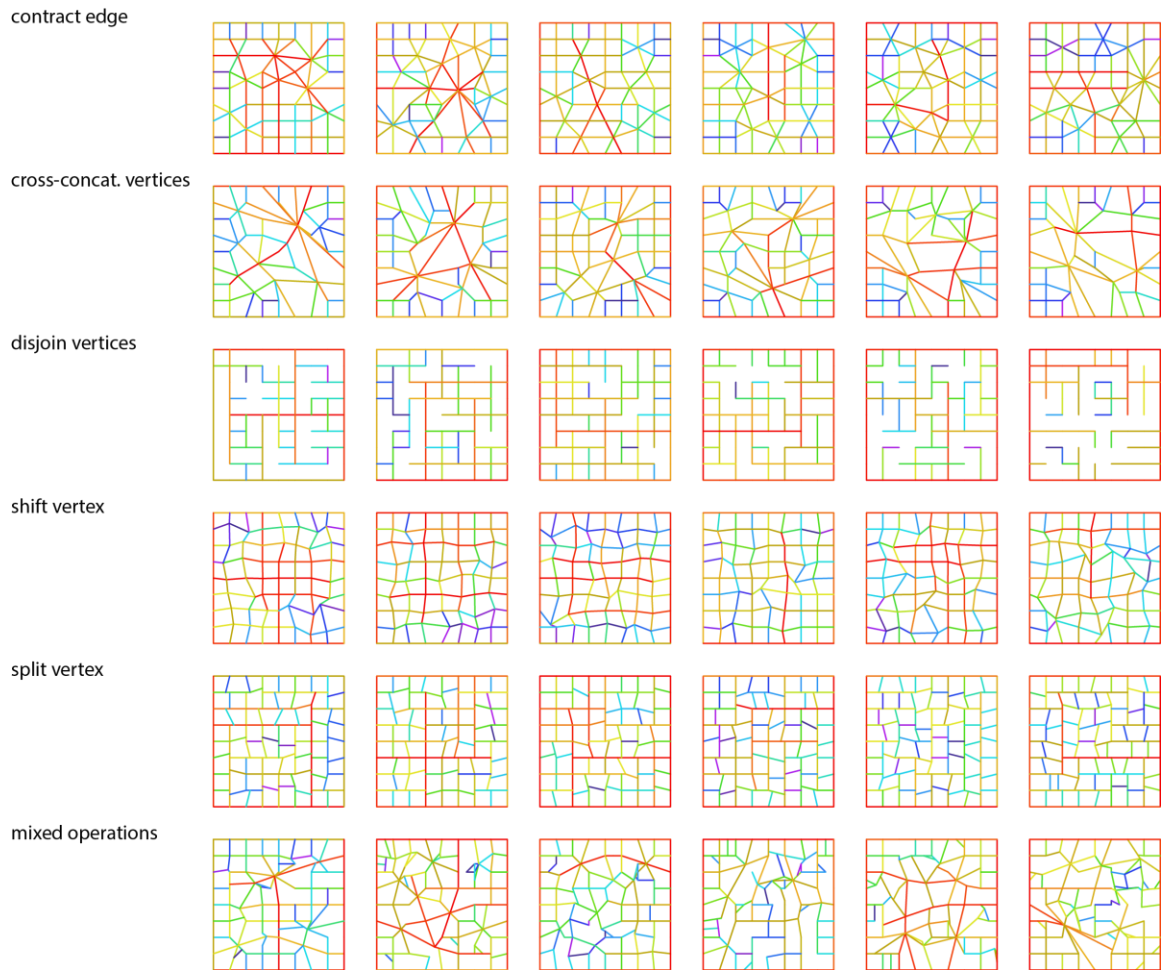 contract edge
cross-concat. vertices
disjoin vertices
shift vertex
split vertex
mixed operations